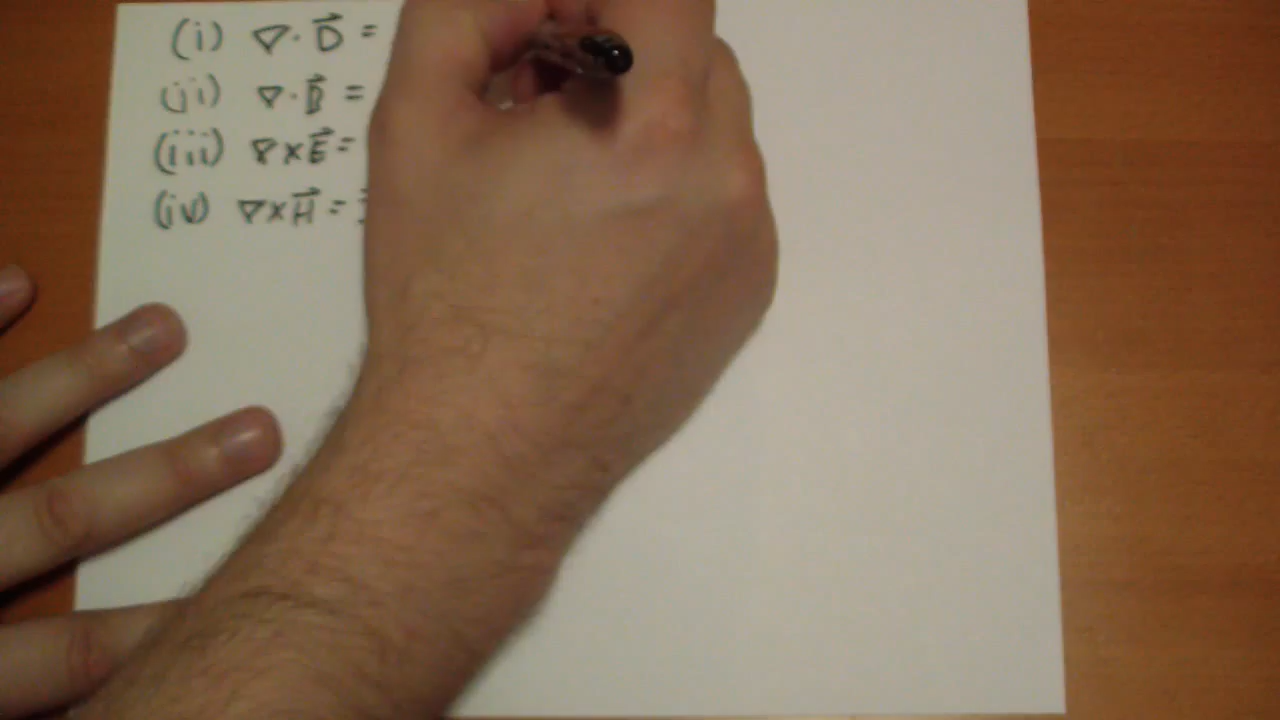 (i) ∇·D⃗ =
(ii) ∇·B⃗ =
(iii) ∇×E⃗ =
(iv) ∇×H⃗ =